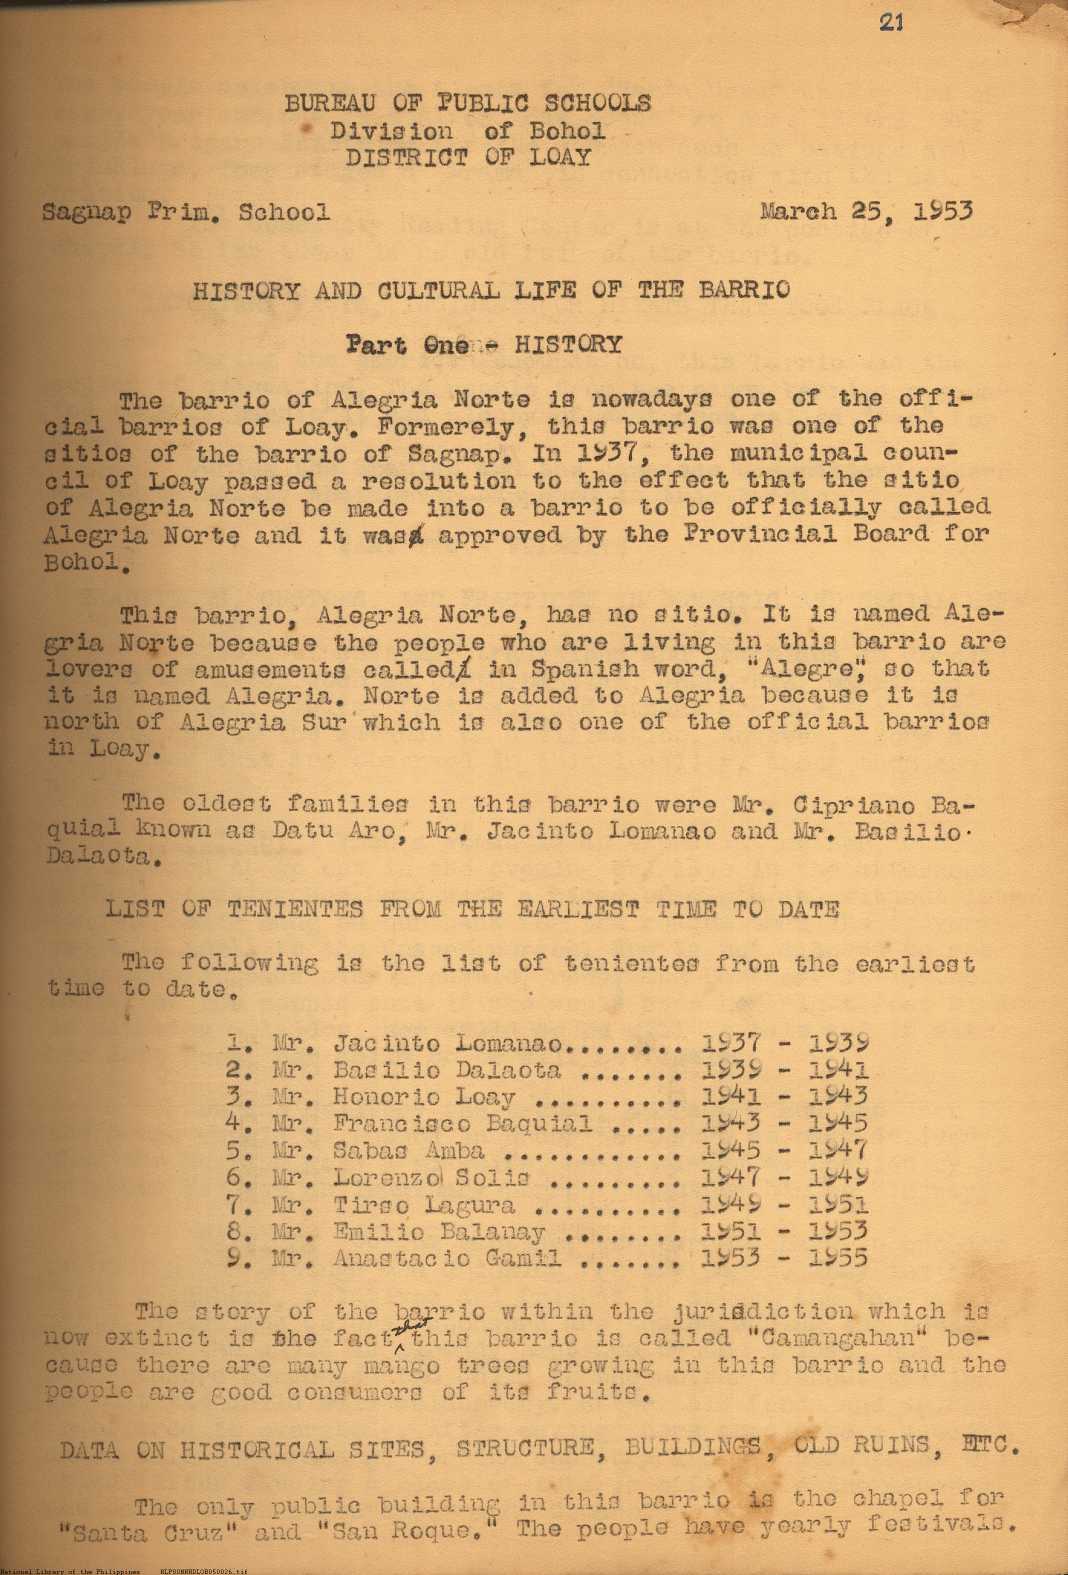 21
BUREAU OF PUBLIC SCHOOLS
Division of Bohol
DISTRICT OF LOAY
Sagnap Prim. School March 25, 1953
HISTORY AND CULTURAL LIFE OF THE BARRIO
Part One - HISTORY
The barrio of Alegria Norte is nowadays one of the offi-
cial barrios of Loay. Formerely, this barrio was one of the
sitios of the barrio of Sagnap. In 1937, the municipal coun-
cil of Loay passed a resolution to the effect that the sitio
of Alegria Norte be made into a barrio to be officially called
Alegria Norte and it was approved by the Provincial Board for
Bohol.
This barrio, Alegria Norte, has no sitio. It is named Ale-
gria Norte because the people who are living in this barrio are
lovers of amusements called in Spanish word, "Alegre", so that
it is named Alegria. Norte is added to Alegria because it is
north of Alegria Sur which is also one of the official barrios
in Loay.
The oldest families in this barrio were Mr. Cipriano Ba-
quial known as Datu Aro, Mr. Jacinto Lomanao and Mr. Basilio
Dalaota.
LIST OF TENIENTES FROM THE EARLIEST TIME TO DATE
The following is the list of tenientes from the earliest
time to date.
1. Mr. Jacinto Lomanao........ 1937 - 1939
2. Mr. Basilio Dalaota ....... 1939 - 1941
3. Mr. Honorio Loay .......... 1941 - 1943
4. Mr. Francisco Baquial ..... 1943 - 1945
5. Mr. Sabas Amba ............ 1945 - 1947
6. Mr. Lorenzo Solis ......... 1947 - 1949
7. Mr. Tirso Lagura .......... 1949 - 1951
8. Mr. Emilio Balanay ........ 1951 - 1953
9. Mr. Anastacio Gamil ....... 1953 - 1955
The story of the barrio within the jurisdiction which is
now extinct is the fact that this barrio is called "Camangahan" be-
cause there are many mango trees growing in this barrio and the
people are good consumers of its fruits.
DATA ON HISTORICAL SITES, STRUCTURE, BUILDINGS, OLD RUINS, ETC.
The only public building in this barrio is the chapel for
"Santa Cruz" and "San Roque." The people have yearly festivals.
National Library of the Philippines NLP00NHHDLOB050026.tif